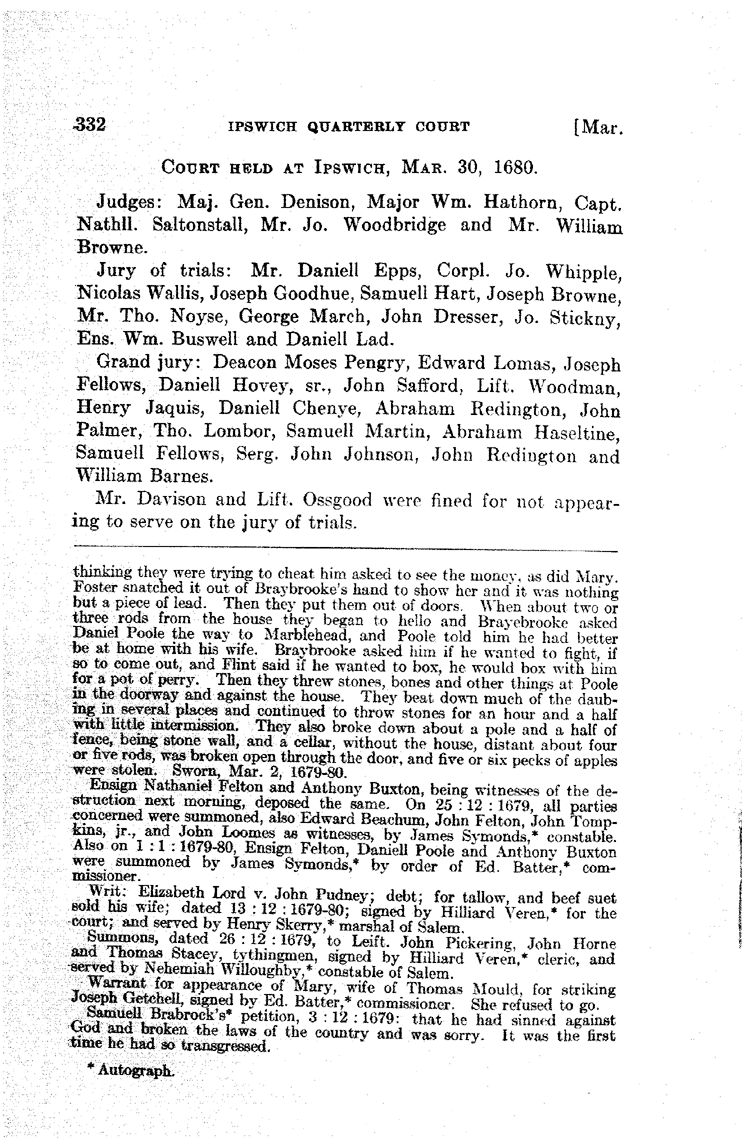 332 IPSWICH QUARTERLY COURT [Mar.
COURT HELD AT IPSWICH, MAR. 30, 1680.
Judges: Maj. Gen. Denison, Major Wm. Hathorn, Capt.
Nathll. Saltonstall, Mr. Jo. Woodbridge and Mr. William
Browne.
Jury of trials: Mr. Daniell Epps, Corpl. Jo. Whipple,
Nicolas Wallis, Joseph Goodhue, Samuell Hart, Joseph Browne,
Mr. Tho. Noyse, George March, John Dresser, Jo. Stickny,
Ens. Wm. Buswell and Daniell Lad.
Grand jury: Deacon Moses Pengry, Edward Lomas, Joseph
Fellows, Daniell Hovey, sr., John Safford, Lift. Woodman,
Henry Jaquis, Daniell Chenye, Abraham Redington, John
Palmer, Tho. Lombor, Samuell Martin, Abraham Haseltine,
Samuell Fellows, Serg. John Johnson, John Redington and
William Barnes.
Mr. Davison and Lift. Ossgood were fined for not appear-
ing to serve on the jury of trials.
thinking they were trying to cheat him asked to see the money, as did Mary.
Foster snatched it out of Braybrooke's hand to show her and it was nothing
but a piece of lead. Then they put them out of doors. When about two or
three rods from the house they began to hello and Brayebrooke asked
Daniel Poole the way to Marblehead, and Poole told him he had better
be at home with his wife. Braybrooke asked him if he wanted to fight, if
so to come out, and Flint said if he wanted to box, he would box with him
for a pot of perry. Then they threw stones, bones and other things at Poole
in the doorway and against the house. They beat down much of the daub-
ing in several places and continued to throw stones for an hour and a half
with little intermission. They also broke down about a pole and a half of
fence, being stone wall, and a cellar, without the house, distant about four
or five rods, was broken open through the door, and five or six pecks of apples
were stolen. Sworn, Mar. 2, 1679-80.
Ensign Nathaniel Felton and Anthony Buxton, being witnesses of the de-
struction next morning, deposed the same. On 25 : 12 : 1679, all parties
concerned were summoned, also Edward Beachum, John Felton, John Tomp-
kins, jr., and John Loomes as witnesses, by James Symonds,* constable.
Also on 1 : 1 : 1679-80, Ensign Felton, Daniell Poole and Anthony Buxton
were summoned by James Symonds,* by order of Ed. Batter,* com-
missioner.
Writ: Elizabeth Lord v. John Pudney; debt; for tallow, and beef suet
sold his wife; dated 13 : 12 : 1679-80; signed by Hilliard Veren,* for the
court; and served by Henry Skerry,* marshal of Salem.
Summons, dated 26 : 12 : 1679, to Leift. John Pickering, John Horne
and Thomas Stacey, tythingmen, signed by Hilliard Veren,* cleric, and
served by Nehemiah Willoughby,* constable of Salem.
Warrant for appearance of Mary, wife of Thomas Mould, for striking
Joseph Getchell, signed by Ed. Batter,* commissioner. She refused to go.
Samuell Brabrock's* petition, 3 : 12 : 1679: that he had sinned against
God and broken the laws of the country and was sorry. It was the first
time he had so transgressed.
* Autograph.